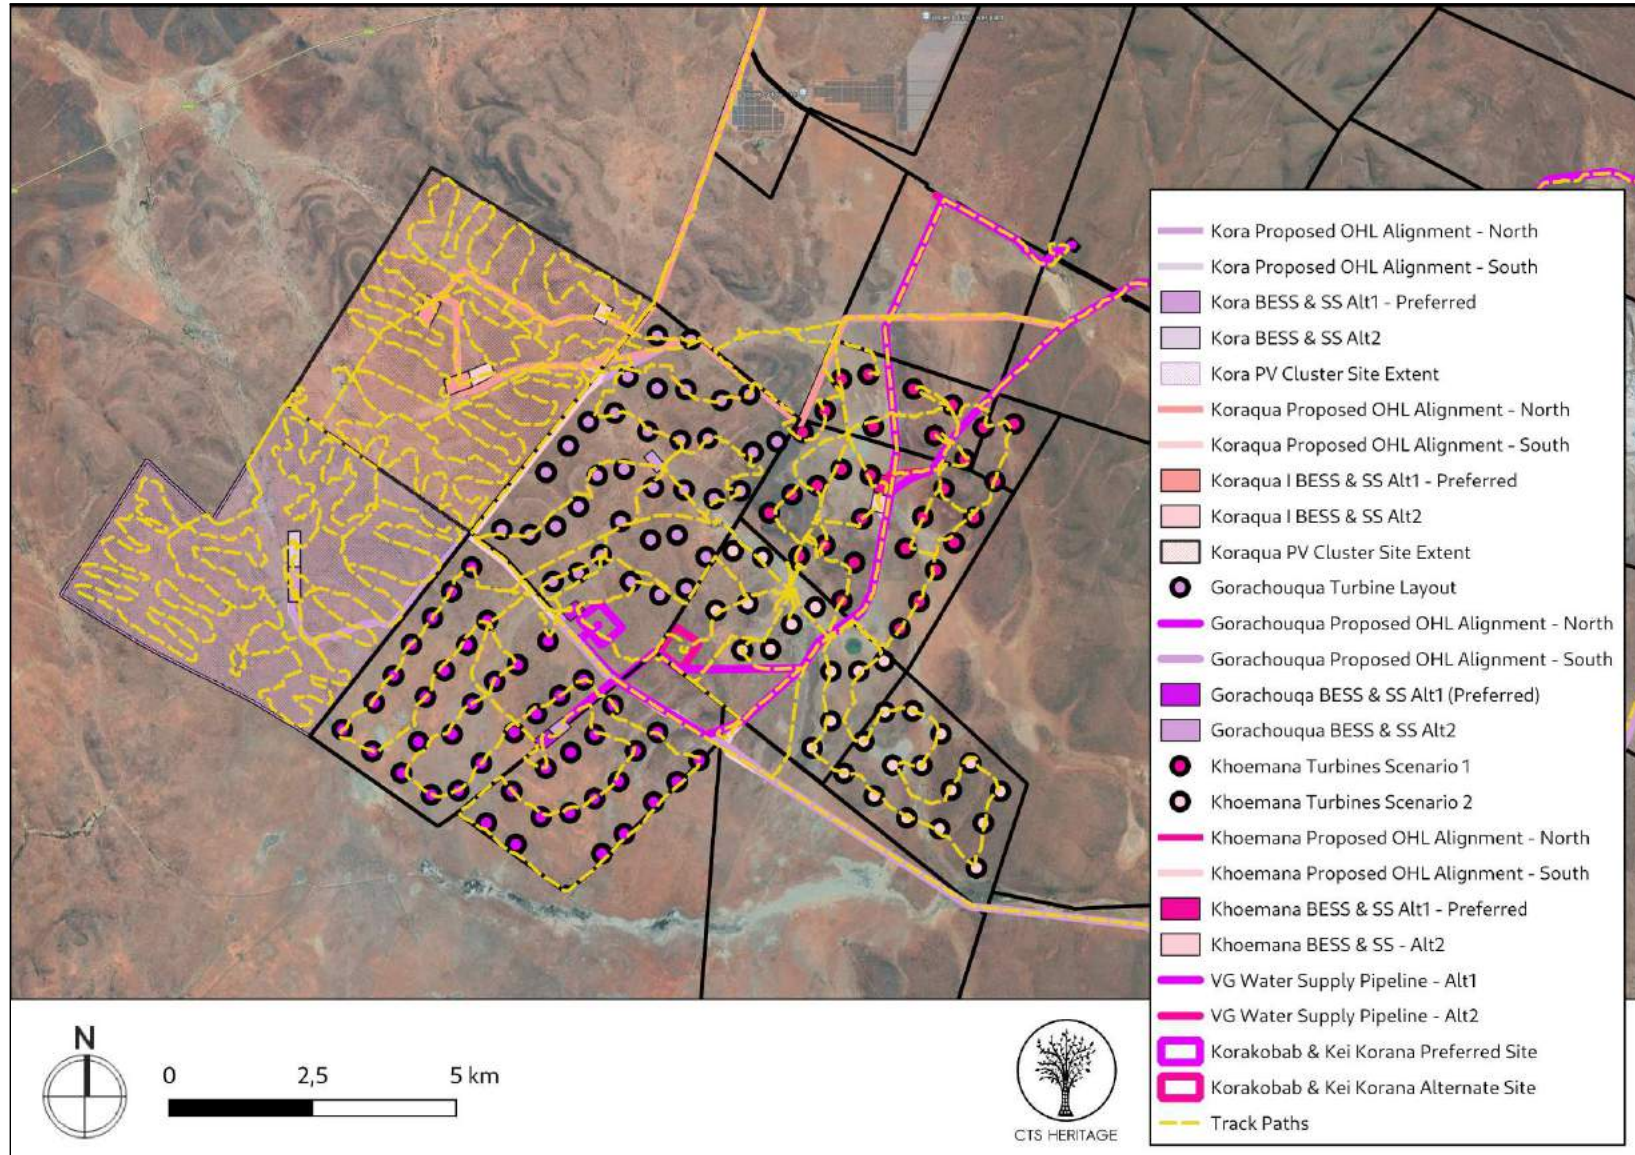 Kora Proposed OHL Alignment - North
Kora Proposed OHL Alignment - South
Kora BESS & SS Alt1 - Preferred
Kora BESS & SS Alt2
Kora PV Cluster Site Extent
Koraqua Proposed OHL Alignment - North
Koraqua Proposed OHL Alignment - South
Koraqua I BESS & SS Alt1 - Preferred
Koraqua I BESS & SS Alt2
Koraqua PV Cluster Site Extent
Gorachouqua Turbine Layout
Gorachouqua Proposed OHL Alignment - North
Gorachouqua Proposed OHL Alignment - South
Gorachouqa BESS & SS Alt1 (Preferred)
Gorachouqua BESS & SS Alt2
Khoemana Turbines Scenario 1
Khoemana Turbines Scenario 2
Khoemana Proposed OHL Alignment - North
Khoemana Proposed OHL Alignment - South
Khoemana BESS & SS Alt1 - Preferred
Khoemana BESS & SS - Alt2
VG Water Supply Pipeline - Alt1
VG Water Supply Pipeline - Alt2
Korakobab & Kei Korana Preferred Site
Korakobab & Kei Korana Alternate Site
Track Paths
N
0 2,5 5 km
CTS HERITAGE